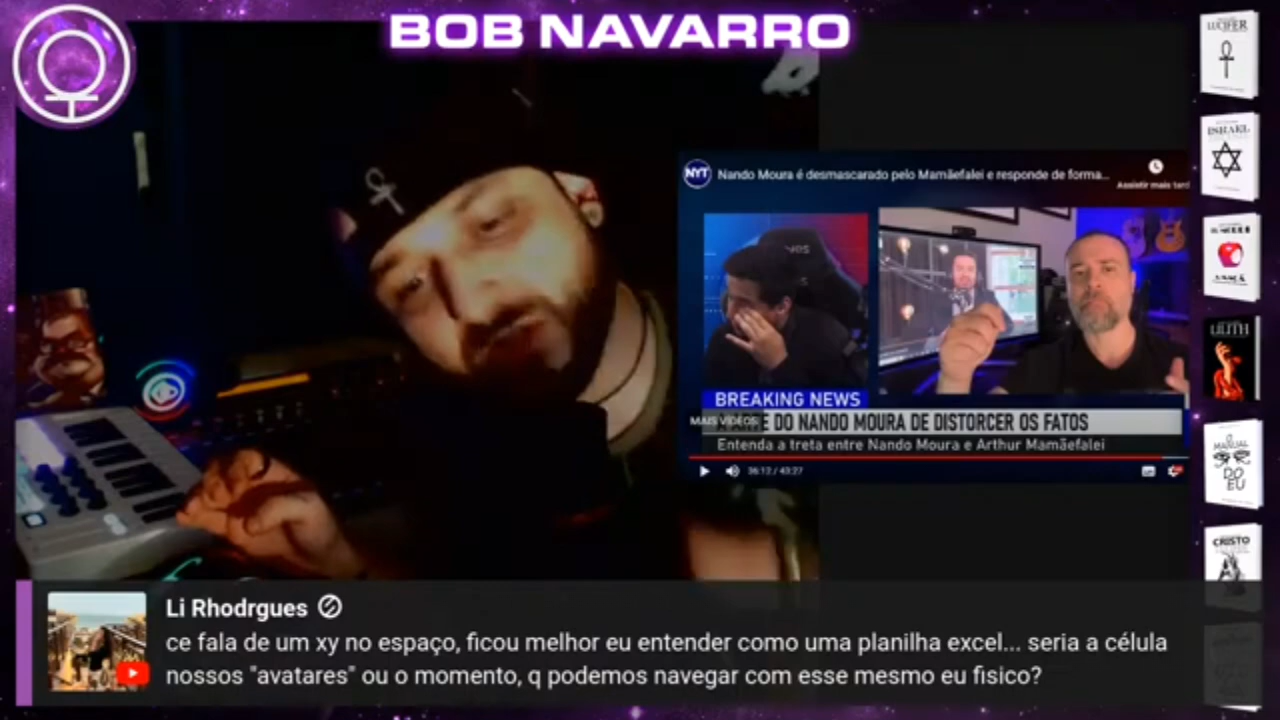 BOB NAVARRO
LUCIFER
ISRAEL
NYT
Nando Moura é desmascarado pelo Mamãefalei e responde de forma...
Assistir mais tard
LILITH
BREAKING NEWS
MAIS VÍDEOS
DO NANDO MOURA DE DISTORCER OS FATOS
Entenda a treta entre Nando Moura e Arthur Mamãefalei
36:12 / 43:27
MANUAL
DO
EU
CRISTO
Li Rhodrgues
ce fala de um xy no espaço, ficou melhor eu entender como uma planilha excel... seria a célula
nossos "avatares" ou o momento, q podemos navegar com esse mesmo eu fisico?